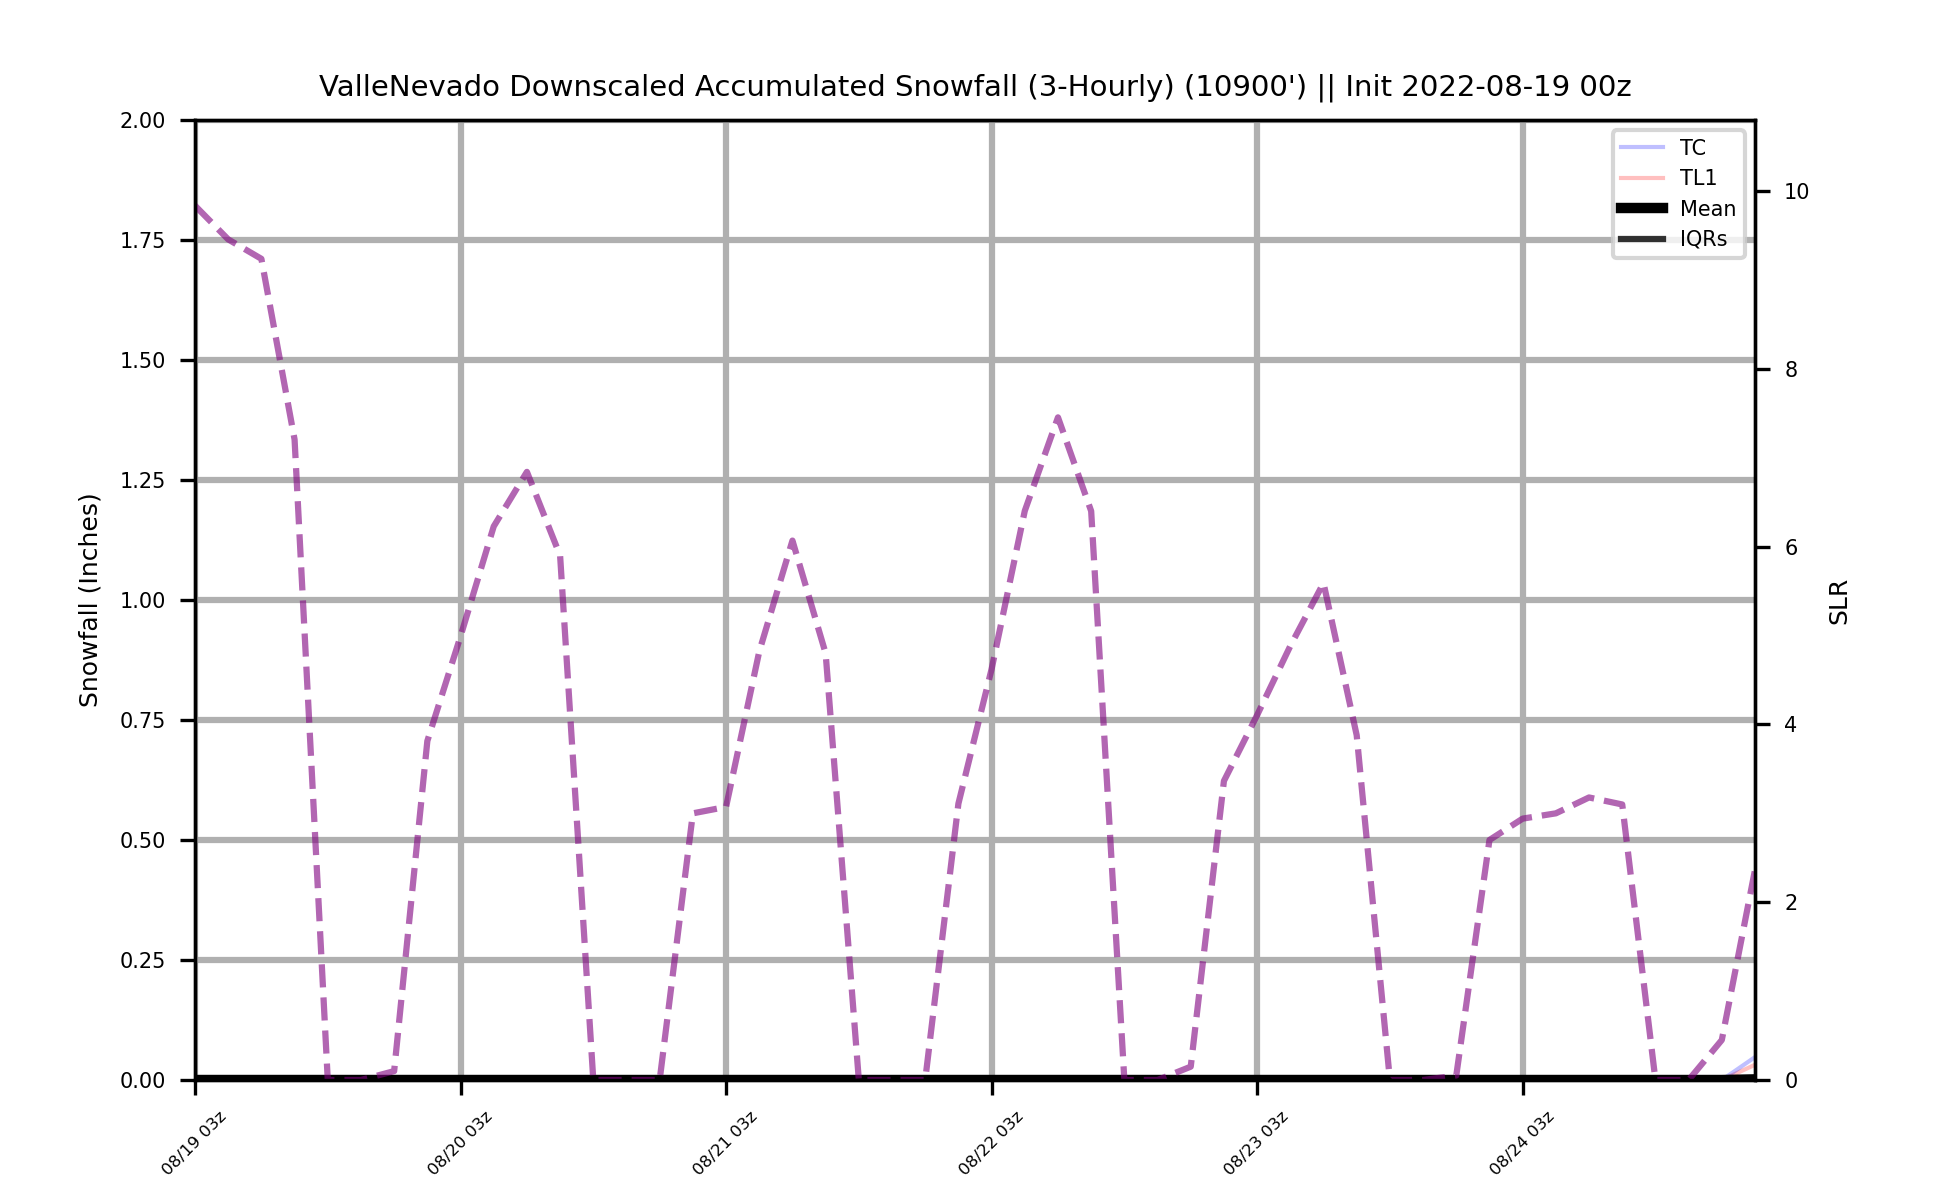 ValleNevado Downscaled Accumulated Snowfall (3-Hourly) (10900') || Init 2022-08-19 00z
2.00
1.75
1.50
1.25
1.00
0.75
0.50
0.25
0.00
Snowfall (Inches)
TC
TL1
Mean
IQRs
10
8
6
4
2
0
SLR
08/19 03z
08/20 03z
08/21 03z
08/22 03z
08/23 03z
08/24 03z